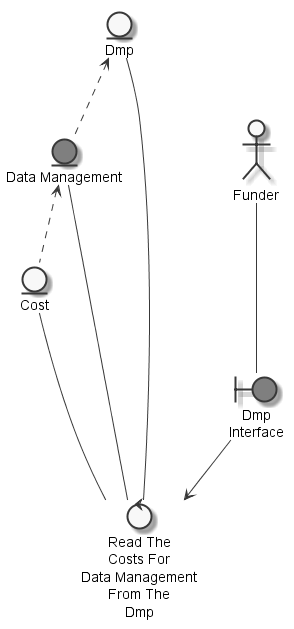 Dmp
Data Management
Funder
Cost
Dmp
Interface
Read The
Costs For
Data Management
From The
Dmp